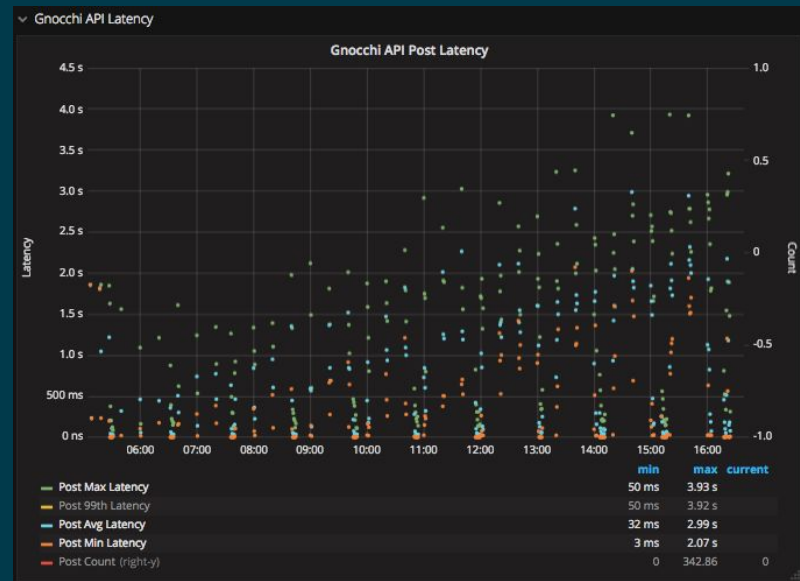 Gnocchi API Latency
Gnocchi API Post Latency
4.5 s
4.0 s
3.5 s
3.0 s
2.5 s
2.0 s
1.5 s
1.0 s
500 ms
0 ns
Latency
1.0
0.5
0
-0.5
-1.0
Count
06:00 07:00 08:00 09:00 10:00 11:00 12:00 13:00 14:00 15:00 16:00
min max current
Post Max Latency 50 ms 3.93 s
Post 99th Latency 50 ms 3.92 s
Post Avg Latency 32 ms 2.99 s
Post Min Latency 3 ms 2.07 s
Post Count (right-y) 0 342.86 0